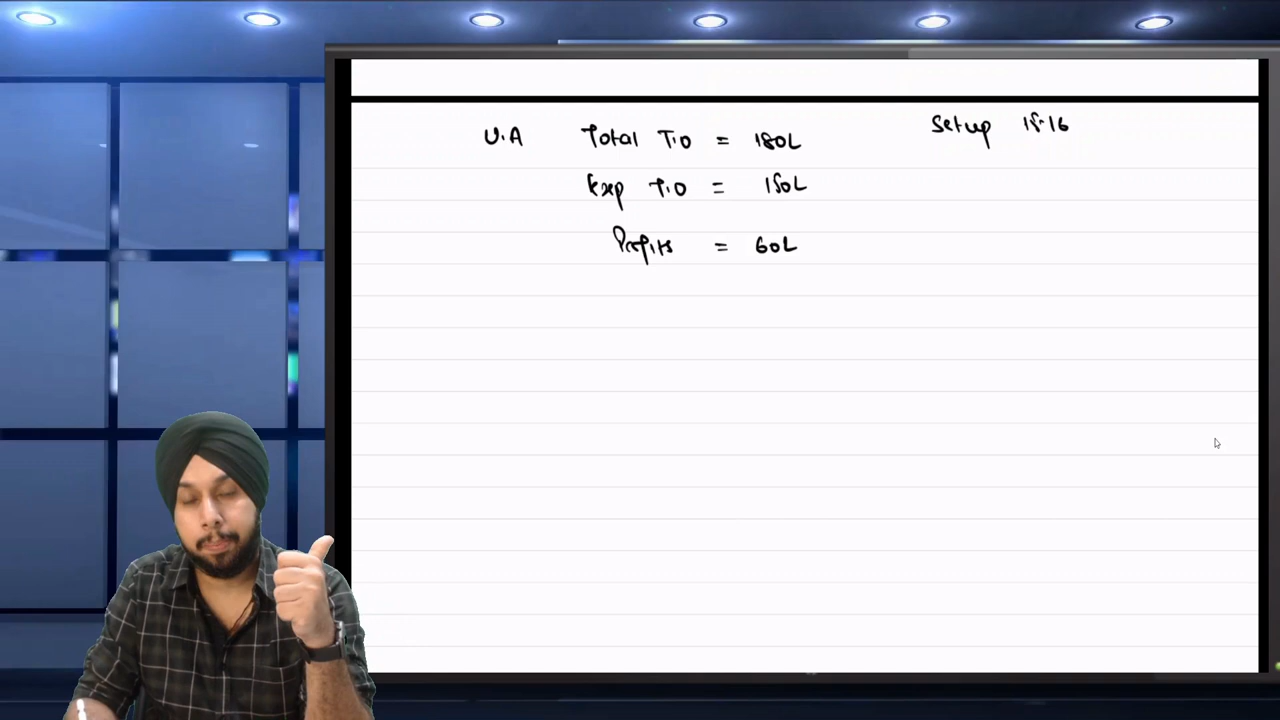 U.A Total T.O = 180L
Exp T.O = 150L
Profits = 60L
Setup 15-16